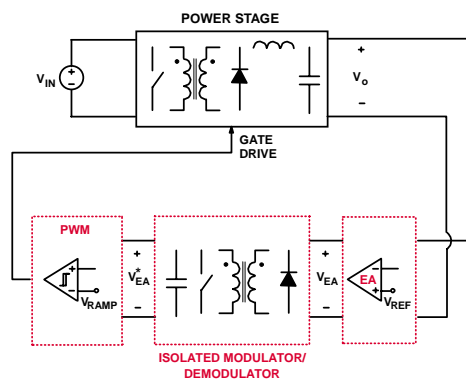 POWER STAGE
V_IN
+
−
+
V_o
−
GATE
DRIVE
PWM
+
−
V_RAMP
+
V*_EA
−
+
V_EA
−
EA
−
+
V_REF
ISOLATED MODULATOR/
DEMODULATOR